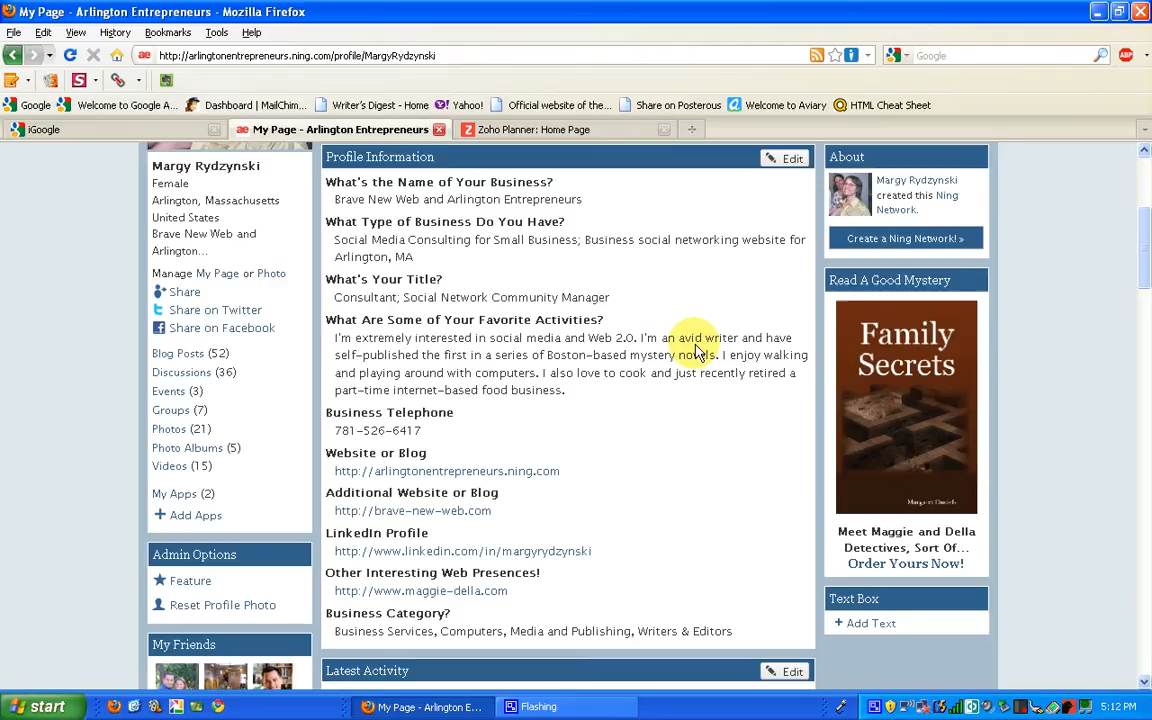 My Page - Arlington Entrepreneurs - Mozilla Firefox
File Edit View History Bookmarks Tools Help
http://arlingtonentrepreneurs.ning.com/profile/MargyRydzynski
Google
ABP
Google Welcome to Google A... Dashboard | MailChim... Writer's Digest - Home Yahoo! Official website of the... Share on Posterous Welcome to Aviary HTML Cheat Sheet
iGoogle
My Page - Arlington Entrepreneurs
Zoho Planner: Home Page
Margy Rydzynski
Female
Arlington, Massachusetts
United States
Brave New Web and
Arlington...
Manage My Page or Photo
Share
Share on Twitter
Share on Facebook
Blog Posts (52)
Discussions (36)
Events (3)
Groups (7)
Photos (21)
Photo Albums (5)
Videos (15)
My Apps (2)
+ Add Apps
Admin Options
Feature
Reset Profile Photo
My Friends
Profile Information
Edit
What's the Name of Your Business?
Brave New Web and Arlington Entrepreneurs
What Type of Business Do You Have?
Social Media Consulting for Small Business; Business social networking website for
Arlington, MA
What's Your Title?
Consultant; Social Network Community Manager
What Are Some of Your Favorite Activities?
I'm extremely interested in social media and Web 2.0. I'm an avid writer and have
self-published the first in a series of Boston-based mystery novels. I enjoy walking
and playing around with computers. I also love to cook and just recently retired a
part-time internet-based food business.
Business Telephone
781-526-6417
Website or Blog
http://arlingtonentrepreneurs.ning.com
Additional Website or Blog
http://brave-new-web.com
LinkedIn Profile
http://www.linkedin.com/in/margyrydzynski
Other Interesting Web Presences!
http://www.maggie-della.com
Business Category?
Business Services, Computers, Media and Publishing, Writers & Editors
Latest Activity
Edit
About
Margy Rydzynski
created this Ning
Network.
Create a Ning Network! »
Read A Good Mystery
Family
Secrets
Margaret Daniels
Meet Maggie and Della
Detectives, Sort Of...
Order Yours Now!
Text Box
+ Add Text
start
My Page - Arlington E...
Flashing
5:12 PM